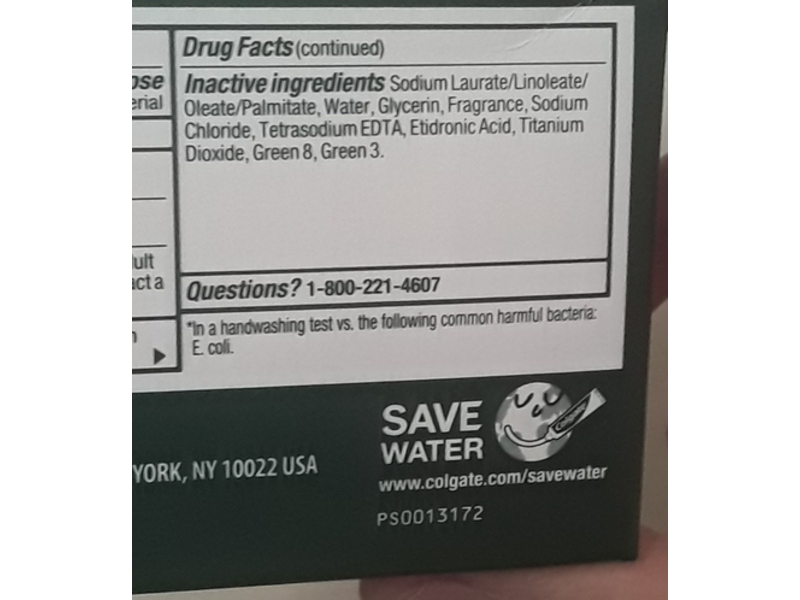 Drug Facts (continued)
ose
erial
Inactive ingredients Sodium Laurate/Linoleate/
Oleate/Palmitate, Water, Glycerin, Fragrance, Sodium
Chloride, Tetrasodium EDTA, Etidronic Acid, Titanium
Dioxide, Green 8, Green 3.
ult
act a
Questions? 1-800-221-4607
*In a handwashing test vs. the following common harmful bacteria:
E. coli.
SAVE
WATER
Colgate
YORK, NY 10022 USA
www.colgate.com/savewater
PS0013172